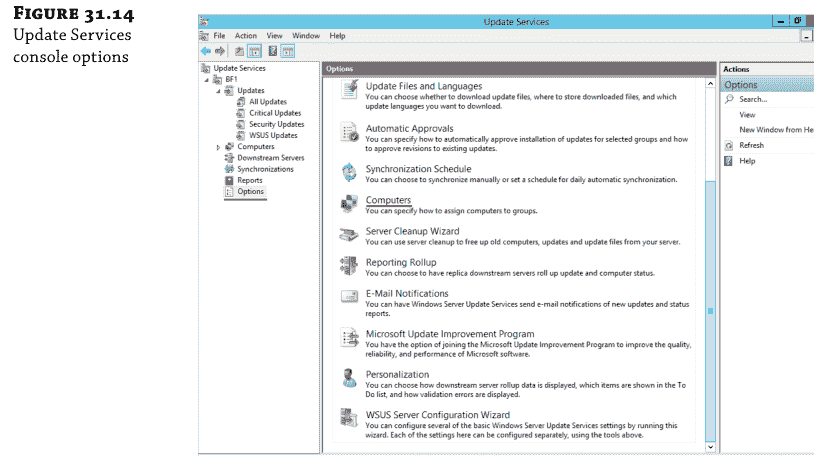 FIGURE 31.14
Update Services
console options
Update Services
File Action View Window Help
Update Services
BF1
Updates
All Updates
Critical Updates
Security Updates
WSUS Updates
Computers
Downstream Servers
Synchronizations
Reports
Options
Options
Update Files and Languages
You can choose whether to download update files, where to store downloaded files, and which
update languages you want to download.
Automatic Approvals
You can specify how to automatically approve installation of updates for selected groups and how
to approve revisions to existing updates.
Synchronization Schedule
You can choose to synchronize manually or set a schedule for daily automatic synchronization.
Computers
You can specify how to assign computers to groups.
Server Cleanup Wizard
You can use server cleanup to free up old computers, updates and update files from your server.
Reporting Rollup
You can choose to have replica downstream servers roll up update and computer status.
E-Mail Notifications
You can have Windows Server Update Services send e-mail notifications of new updates and status
reports.
Microsoft Update Improvement Program
You have the option of joining the Microsoft Update Improvement Program to improve the quality,
reliability, and performance of Microsoft software.
Personalization
You can choose how downstream server rollup data is displayed, which items are shown in the To
Do list, and how validation errors are displayed.
WSUS Server Configuration Wizard
You can configure several of the basic Windows Server Update Services settings by running this
wizard. Each of the settings here can be configured separately, using the tools above.
Actions
Options
Search...
View
New Window from He
Refresh
Help